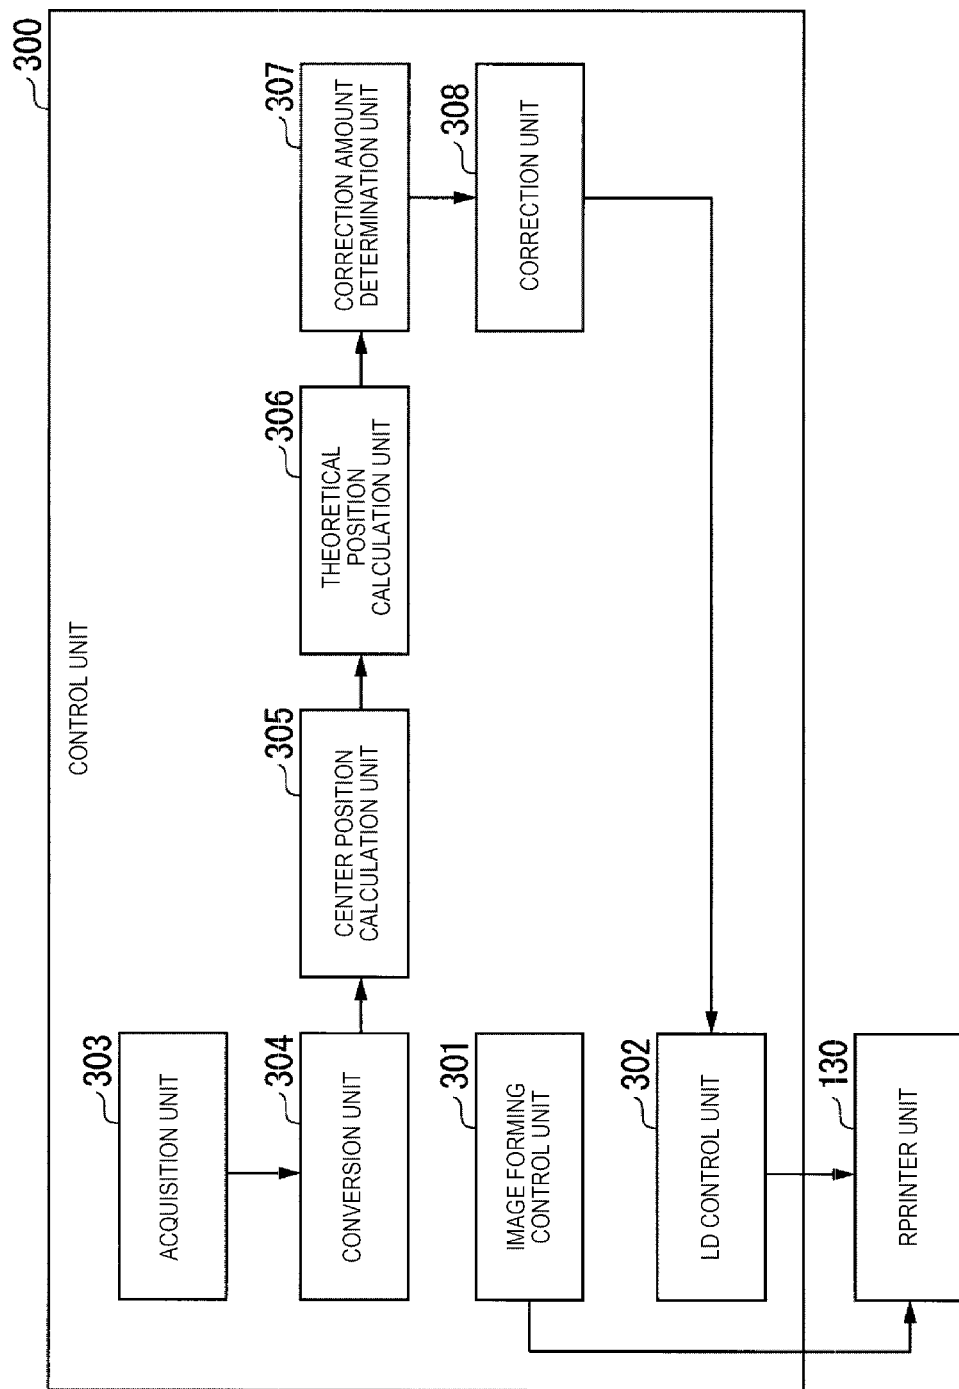 300
CONTROL UNIT
303
ACQUISITION UNIT
304
CONVERSION UNIT
305
CENTER POSITION
CALCULATION UNIT
306
THEORETICAL
POSITION
CALCULATION UNIT
307
CORRECTION AMOUNT
DETERMINATION UNIT
301
IMAGE FORMING
CONTROL UNIT
308
CORRECTION UNIT
302
LD CONTROL UNIT
130
RPRINTER UNIT